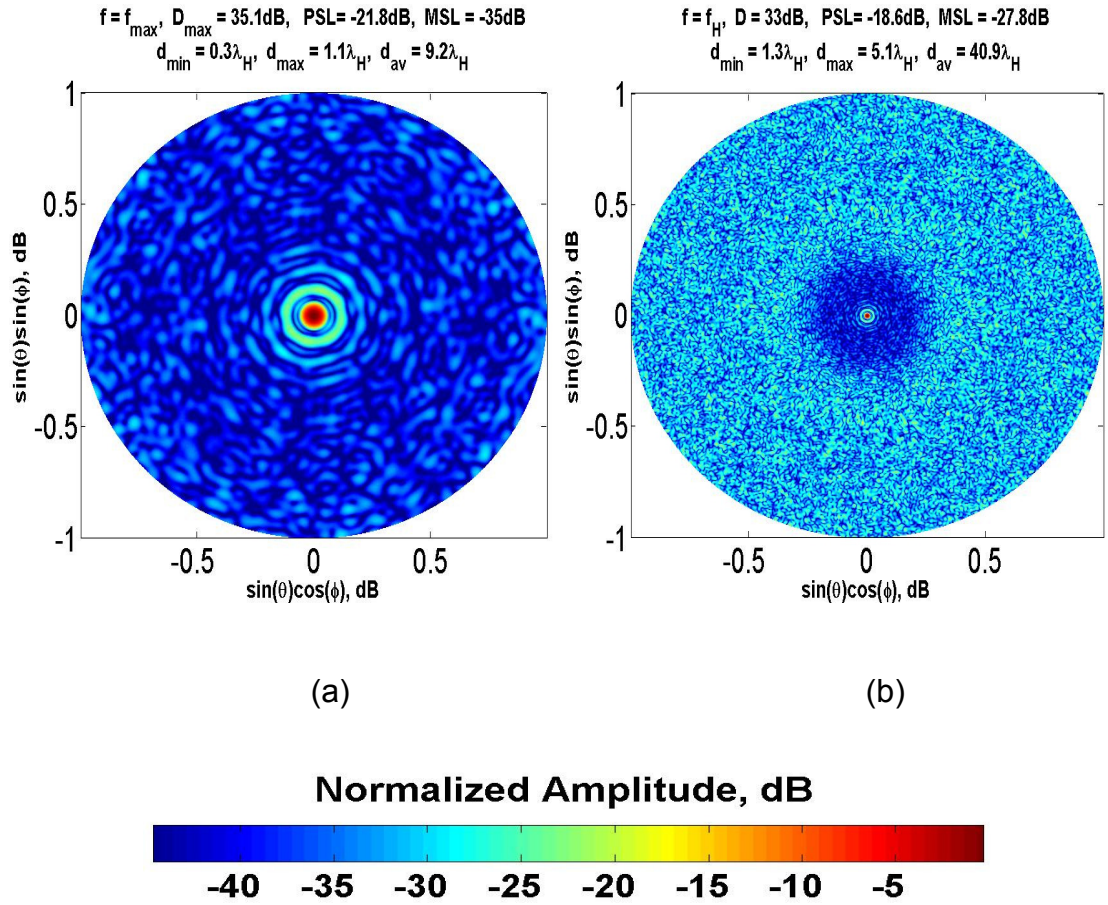 f = f_max, D_max = 35.1dB, PSL= -21.8dB, MSL = -35dB
d_min = 0.3λ_H, d_max = 1.1λ_H, d_av = 9.2λ_H
1
0.5
0
-0.5
-1
sin(θ)sin(ϕ), dB
-0.5 0 0.5
sin(θ)cos(ϕ), dB
(a)
f = f_H, D = 33dB, PSL= -18.6dB, MSL = -27.8dB
d_min = 1.3λ_H, d_max = 5.1λ_H, d_av = 40.9λ_H
1
0.5
0
-0.5
-1
sin(θ)sin(ϕ), dB
-0.5 0 0.5
sin(θ)cos(ϕ), dB
(b)
Normalized Amplitude, dB
-40 -35 -30 -25 -20 -15 -10 -5